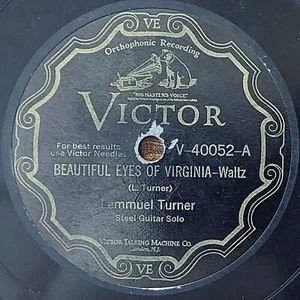 VE
Orthophonic Recording
"HIS MASTER'S VOICE"
VICTOR
For best results
use Victor Needles
V-40052-A
BEAUTIFUL EYES OF VIRGINIA-Waltz
(L. Turner)
Lemmuel Turner
Steel Guitar Solo
VICTOR TALKING MACHINE CO.
Camden, N.J.
VE